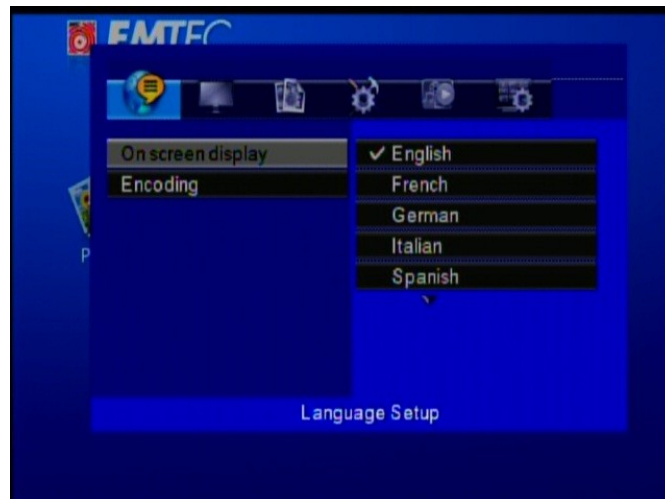 EMTEC
On screen display
✓ English
Encoding
French
German
Italian
Spanish
P
Language Setup